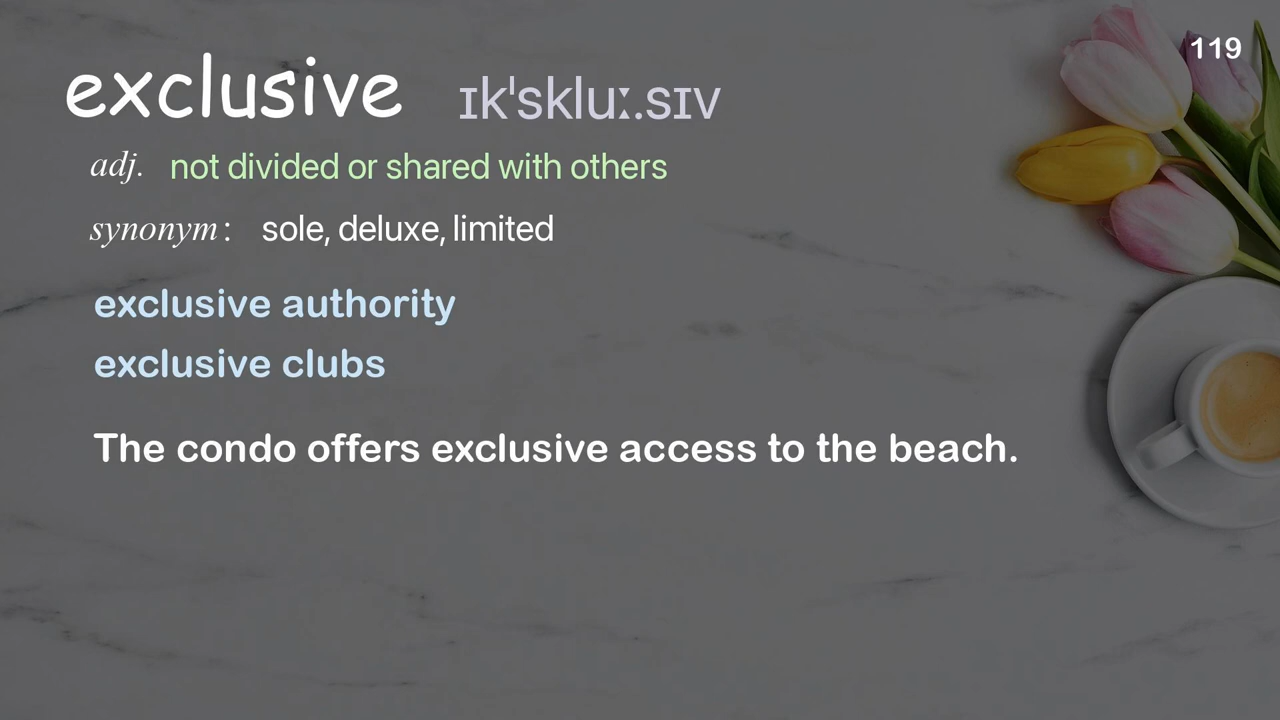 119
exclusive ɪkˈskluː.sɪv
adj. not divided or shared with others
synonym: sole, deluxe, limited
exclusive authority
exclusive clubs
The condo offers exclusive access to the beach.